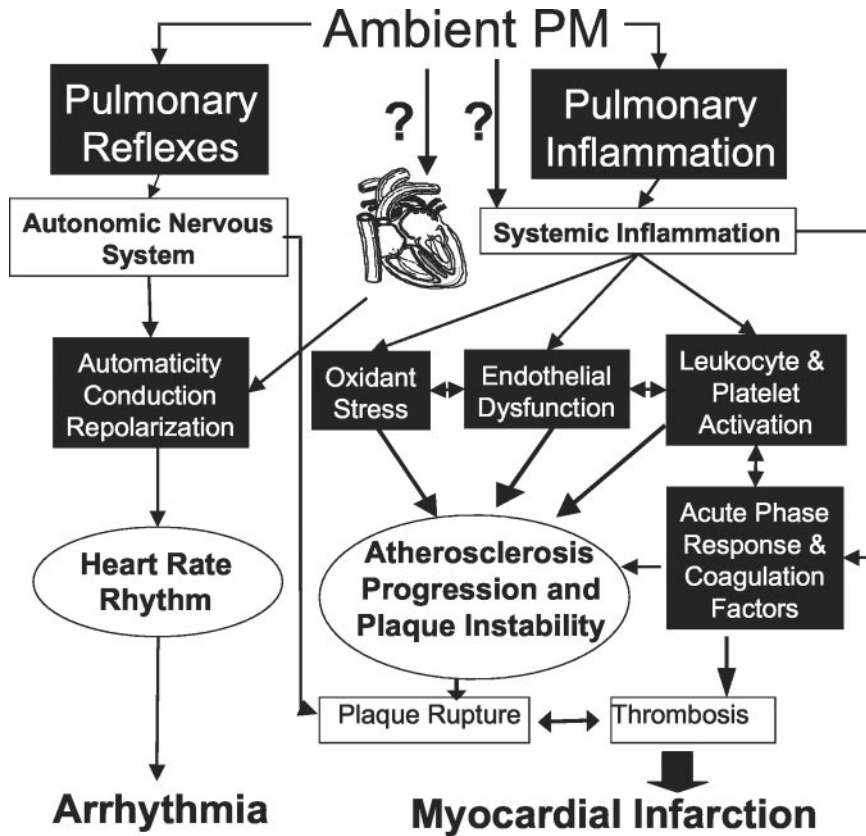 Ambient PM
Pulmonary
Reflexes
?
?
Pulmonary
Inflammation
Autonomic Nervous
System
Systemic Inflammation
Automaticity
Conduction
Repolarization
Oxidant
Stress
Endothelial
Dysfunction
Leukocyte &
Platelet
Activation
Heart Rate
Rhythm
Atherosclerosis
Progression and
Plaque Instability
Acute Phase
Response &
Coagulation
Factors
Plaque Rupture
Thrombosis
Arrhythmia
Myocardial Infarction